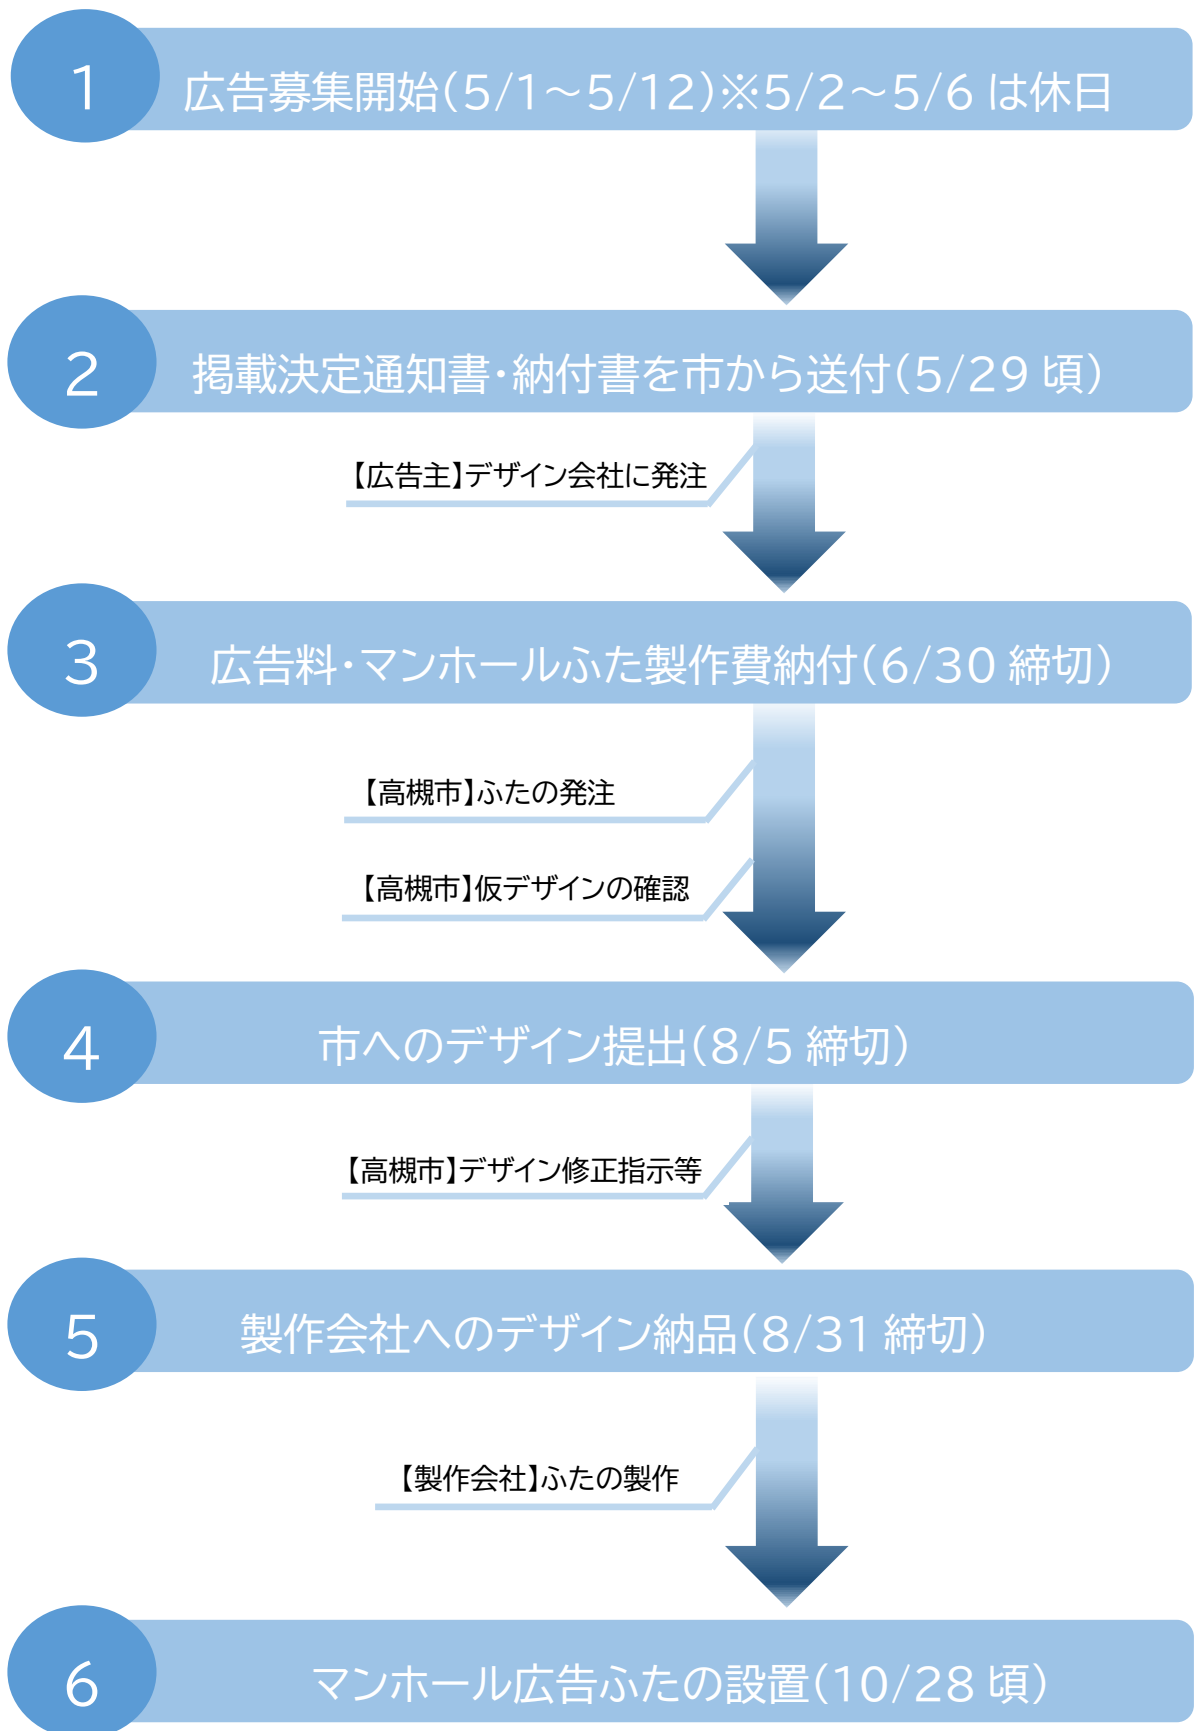 1
広告募集開始(5/1～5/12)※5/2～5/6 は休日
2
掲載決定通知書・納付書を市から送付(5/29 頃)
【広告主】デザイン会社に発注
3
広告料・マンホールふた製作費納付(6/30 締切)
【高槻市】ふたの発注
【高槻市】仮デザインの確認
4
市へのデザイン提出(8/5 締切)
【高槻市】デザイン修正指示等
5
製作会社へのデザイン納品(8/31 締切)
【製作会社】ふたの製作
6
マンホール広告ふたの設置(10/28 頃)